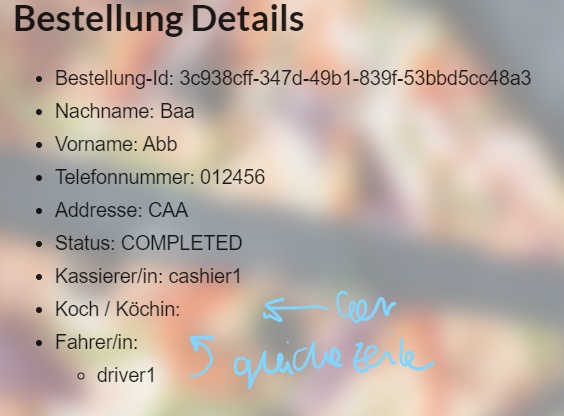 Bestellung Details
Bestellung-Id: 3c938cff-347d-49b1-839f-53bbd5cc48a3
Nachname: Baa
Vorname: Abb
Telefonnummer: 012456
Addresse: CAA
Status: COMPLETED
Kassierer/in: cashier1
Koch / Köchin: leer
Fahrer/in:
gleiche Zeile
driver1